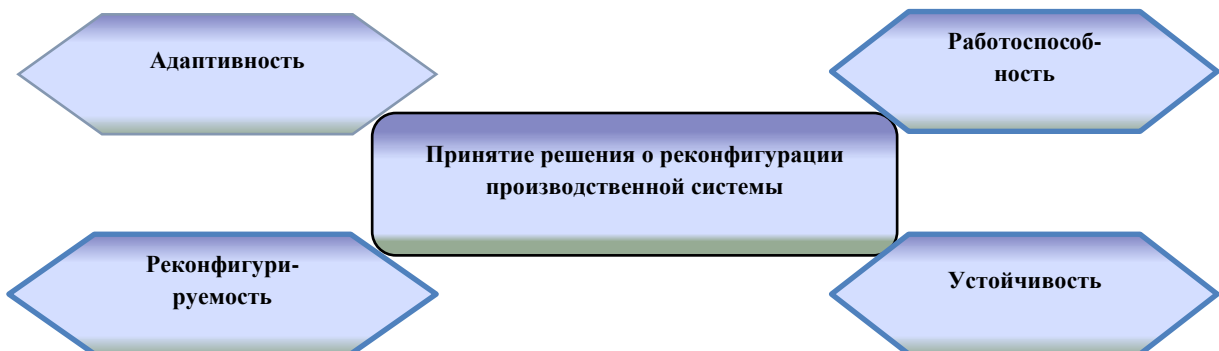 Адаптивность
Работоспособ-
ность
Принятие решения о реконфигурации
производственной системы
Реконфигури-
руемость
Устойчивость